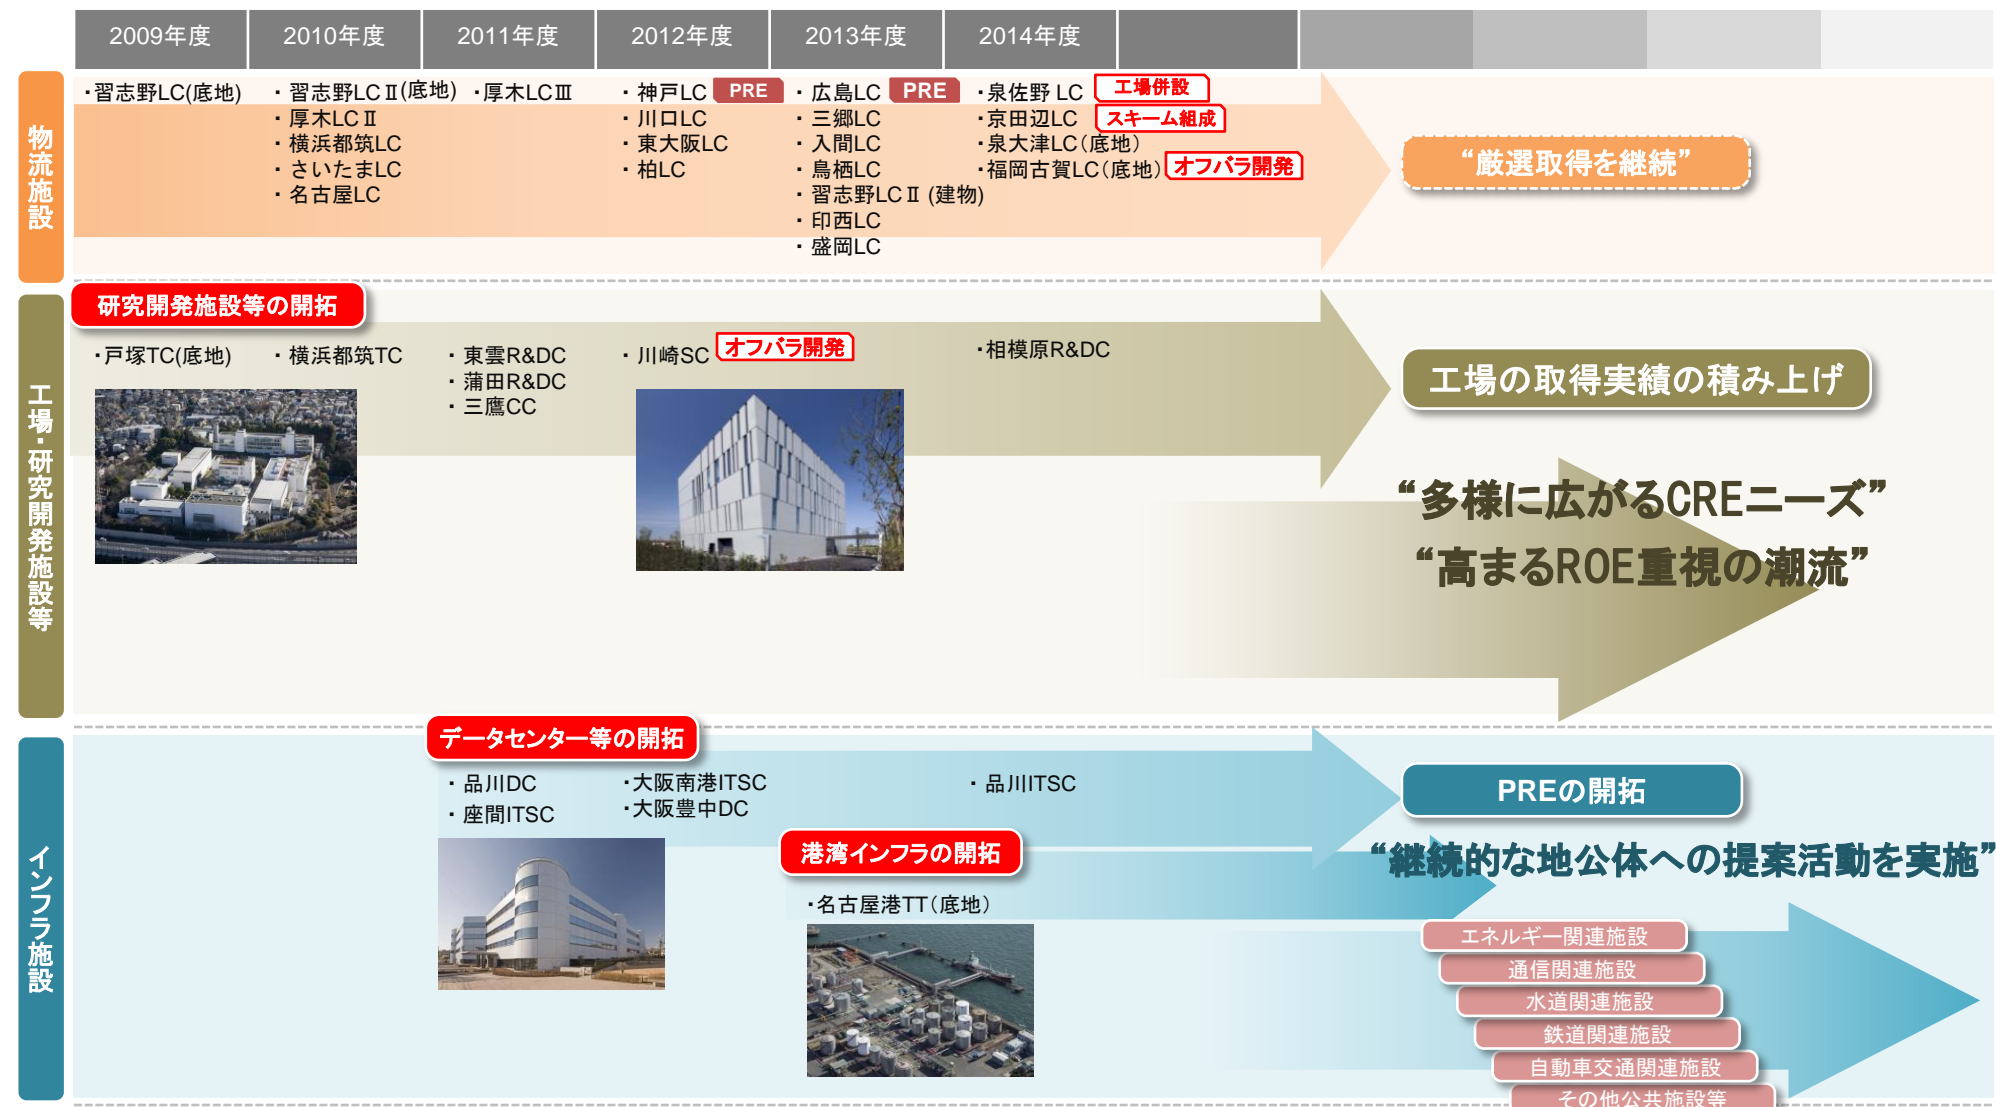 2009年度
2010年度
2011年度
2012年度
2013年度
2014年度
物流施設
・習志野LC(底地)
・習志野LCⅡ(底地)
・厚木LCⅡ
・横浜都筑LC
・さいたまLC
・名古屋LC
・厚木LCⅢ
・神戸LC PRE
・川口LC
・東大阪LC
・柏LC
・広島LC PRE
・三郷LC
・入間LC
・鳥栖LC
・習志野LCⅡ (建物)
・印西LC
・盛岡LC
・泉佐野 LC 工場併設
・京田辺LC スキーム組成
・泉大津LC(底地)
・福岡古賀LC(底地) オフバラ開発
“厳選取得を継続”
工場・研究開発施設等
研究開発施設等の開拓
・戸塚TC(底地)
・横浜都筑TC
・東雲R&DC
・蒲田R&DC
・三鷹CC
・川崎SC オフバラ開発
・相模原R&DC
工場の取得実績の積み上げ
“多様に広がるCREニーズ”
“高まるROE重視の潮流”
インフラ施設
データセンター等の開拓
・品川DC
・座間ITSC
・大阪南港ITSC
・大阪豊中DC
・品川ITSC
港湾インフラの開拓
・名古屋港TT(底地)
PREの開拓
“継続的な地公体への提案活動を実施”
エネルギー関連施設
通信関連施設
水道関連施設
鉄道関連施設
自動車交通関連施設
その他公共施設等